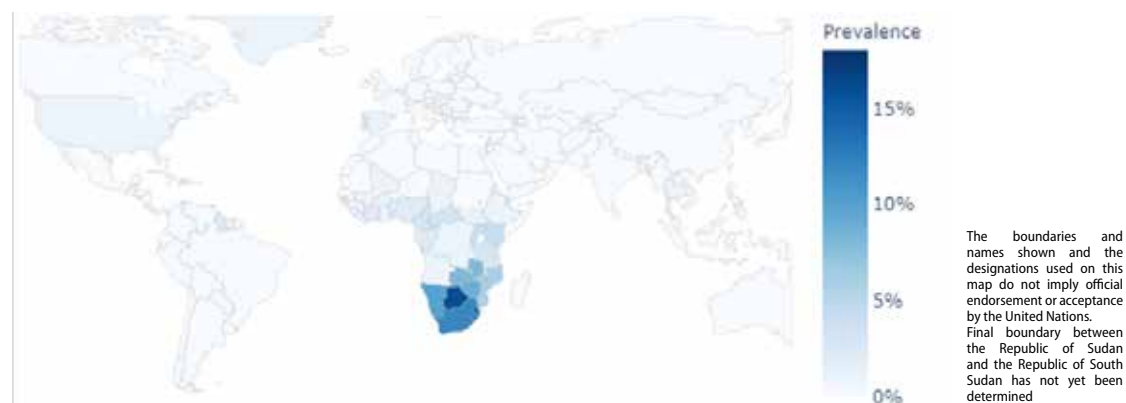 Prevalence
15%
10%
5%
0%
The boundaries and
names shown and the
designations used on this
map do not imply official
endorsement or acceptance
by the United Nations.
Final boundary between
the Republic of Sudan
and the Republic of South
Sudan has not yet been
determined